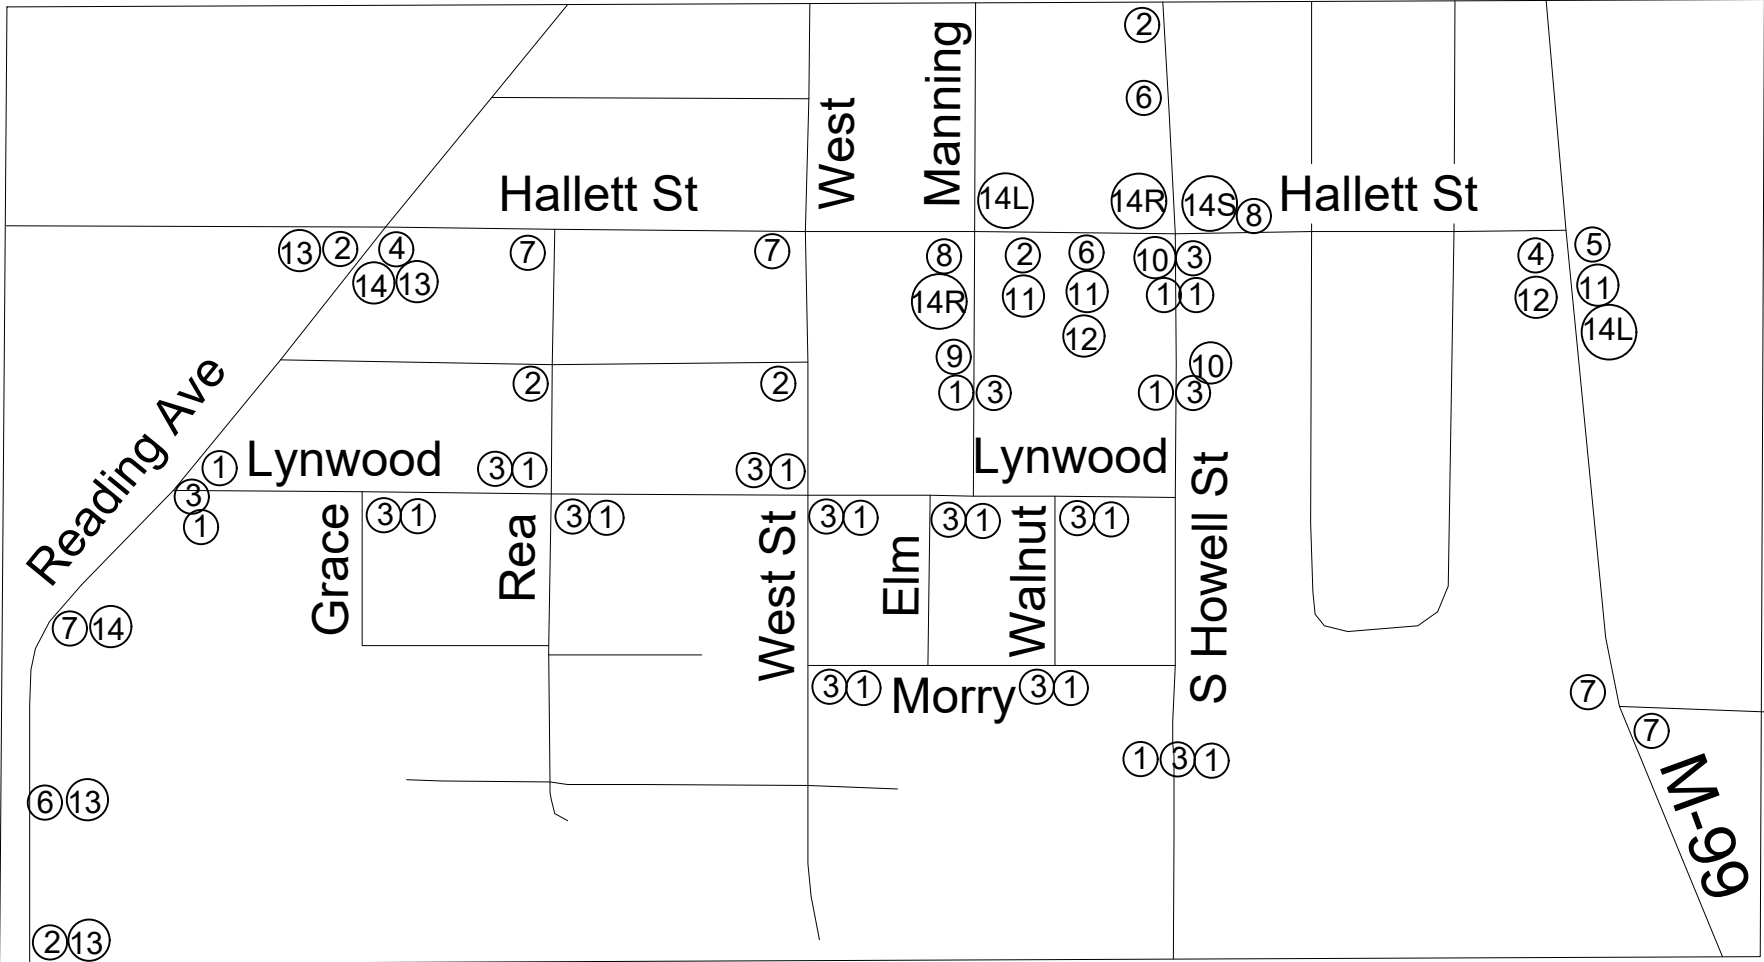 2
6
West
Manning
Hallett St
14L
14R
14S
8
Hallett St
13 2 4
14 13
7
7
8
14R
9
1 3
2
11
6
11
12
10 3
1 1
10
1 3
4
12
5
11
14L
Reading Ave
2
2
1
Lynwood
3 1
3 1
Lynwood
3
1
Grace
3 1
Rea
3 1
West St
3 1
Elm
3 1
Walnut
3 1
S Howell St
7 14
3 1
Morry
3 1
7
7
1 3 1
M-99
6 13
2 13